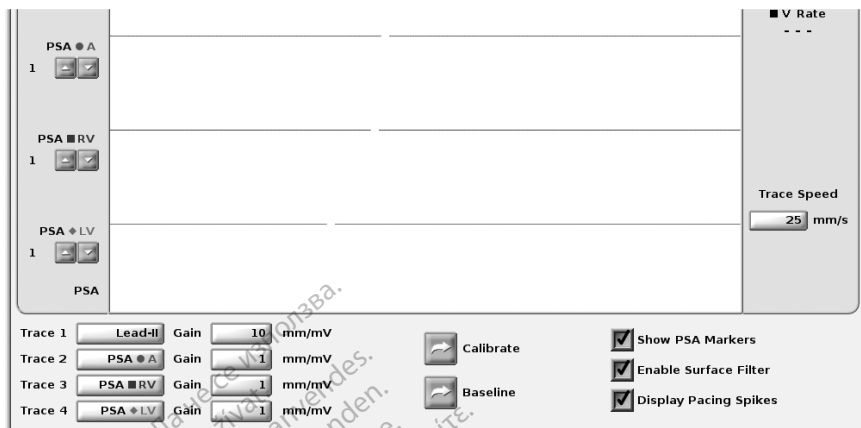 ■ V Rate
- - -
PSA ● A
1
PSA ■ RV
1
Trace Speed
25 mm/s
PSA ◆ LV
1
PSA
Trace 1 Lead-II Gain 10 mm/mV
Trace 2 PSA ● A Gain 1 mm/mV
Trace 3 PSA ■ RV Gain 1 mm/mV
Trace 4 PSA ◆ LV Gain 1 mm/mV
Calibrate
Baseline
Show PSA Markers
Enable Surface Filter
Display Pacing Spikes